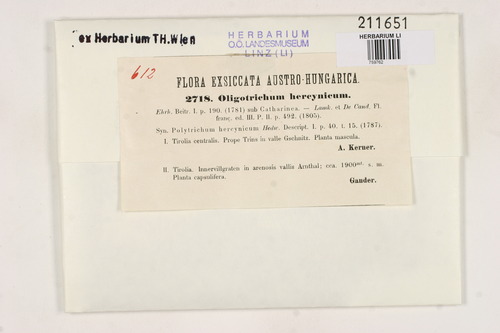 ex Herbarium TH.Wien
HERBARIUM
O.Ö. LANDESMUSEUM
LINZ (LI)
211651
HERBARIUM LI
612
FLORA EXSICCATA AUSTRO-HUNGARICA.
2718. Oligotrichum hercynicum.
Ehrh. Beitr. I. p. 190. (1781) sub Catharinea. — Lamk. et De Cand. Fl.
franç. ed. III. P. II. p. 492. (1805).
Syn. Polytrichum hercynicum Hedw. Descript. I. p. 40. t. 15. (1787).
I. Tirolia centralis. Prope Trins in valle Gschnitz. Planta mascula.
A. Kerner.
II. Tirolia. Innervillgraten in arenosis vallis Arnthal; cca. 1900 m. s. m.
Planta capsulifera.
Gander.